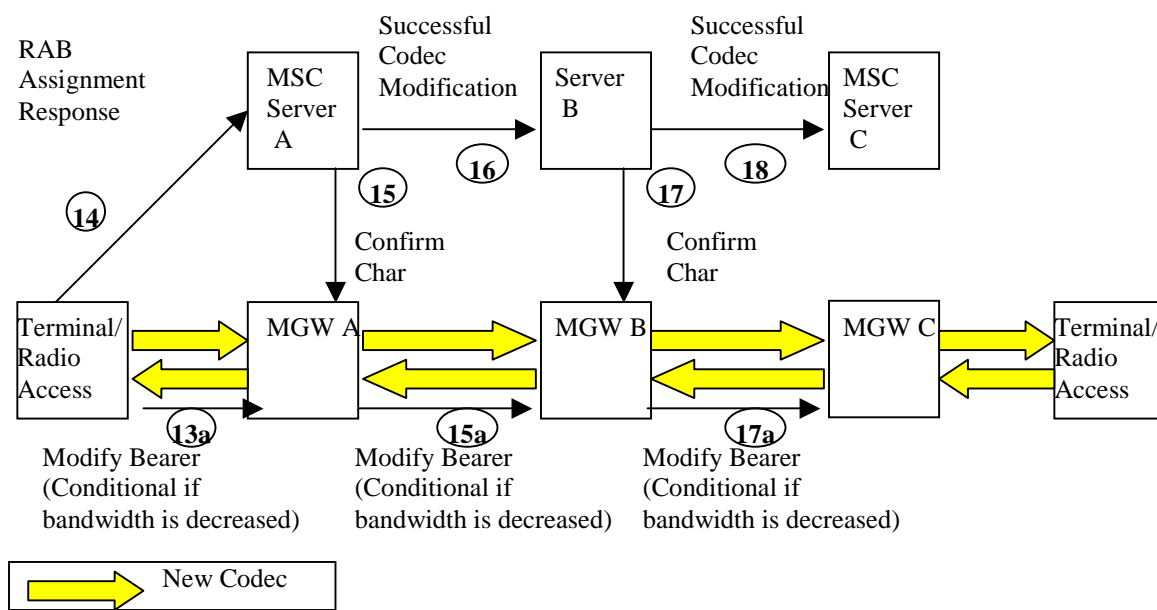 RAB
Assignment
Response
MSC
Server
A
Successful
Codec
Modification
Server
B
Successful
Codec
Modification
MSC
Server
C
14
15
16
17
18
Confirm
Char
Confirm
Char
Terminal/
Radio
Access
MGW A
MGW B
MGW C
Terminal/
Radio
Access
13a
15a
17a
Modify Bearer
(Conditional if
bandwidth is decreased)
Modify Bearer
(Conditional if
bandwidth is decreased)
Modify Bearer
(Conditional if
bandwidth is decreased)
New Codec